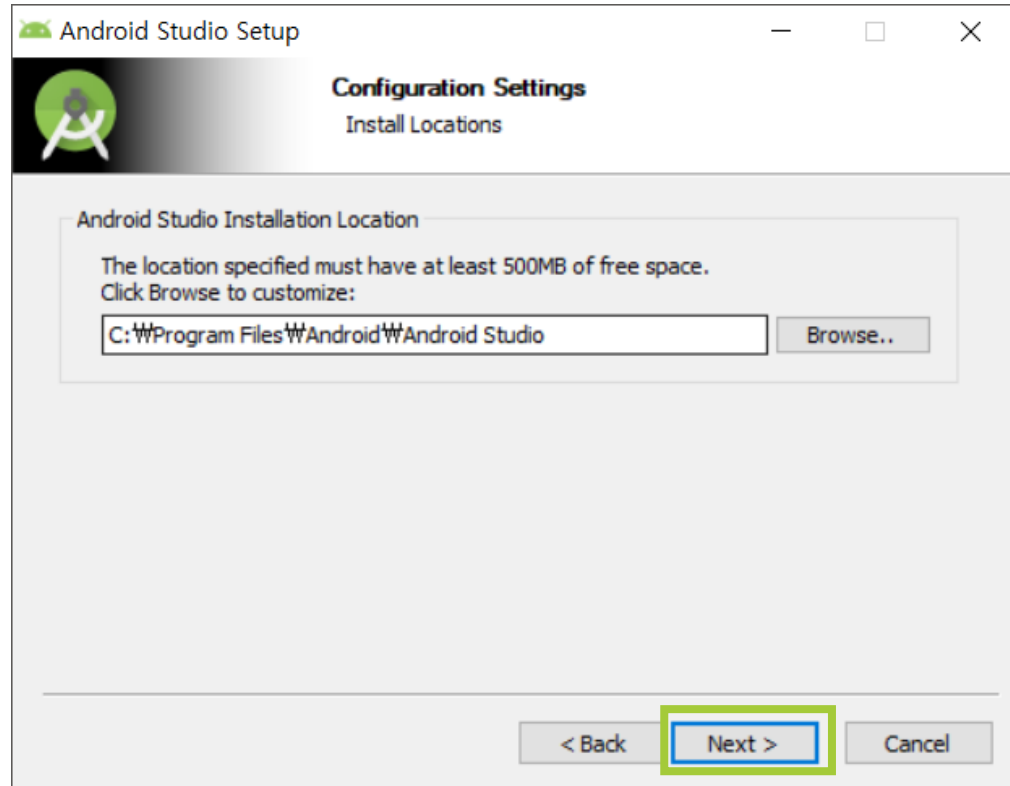 Android Studio Setup
Configuration Settings
Install Locations
Android Studio Installation Location
The location specified must have at least 500MB of free space.
Click Browse to customize:
C:₩Program Files₩Android₩Android Studio
Browse..
< Back
Next >
Cancel